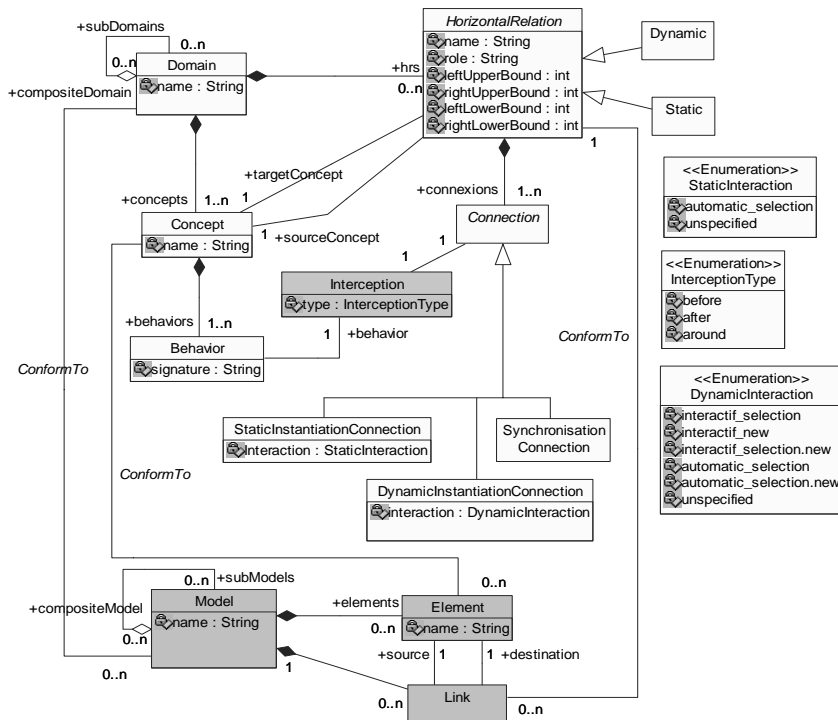 +subDomains
0..n
0..n
Domain
name : String
+compositeDomain
HorizontalRelation
name : String
role : String
leftUpperBound : int
rightUpperBound : int
leftLowerBound : int
rightLowerBound : int
+hrs
0..n
Dynamic
Static
1
+targetConcept
1
+concepts
1..n
+sourceConcept
1
Concept
name : String
+connexions
1..n
Connection
1
1
Interception
type : InterceptionType
1
+behavior
+behaviors
1..n
Behavior
signature : String
<<Enumeration>>
StaticInteraction
automatic_selection
unspecified
<<Enumeration>>
InterceptionType
before
after
around
<<Enumeration>>
DynamicInteraction
interactif_selection
interactif_new
interactif_selection.new
automatic_selection
automatic_selection.new
unspecified
ConformTo
ConformTo
ConformTo
StaticInstantiationConnection
Interaction : StaticInteraction
Synchronisation
Connection
DynamicInstantiationConnection
interaction : DynamicInteraction
0..n
+subModels
+compositeModel
0..n
Model
name : String
0..n
1
+elements
0..n
0..n
Element
name : String
+source
1
1
+destination
0..n
Link
0..n